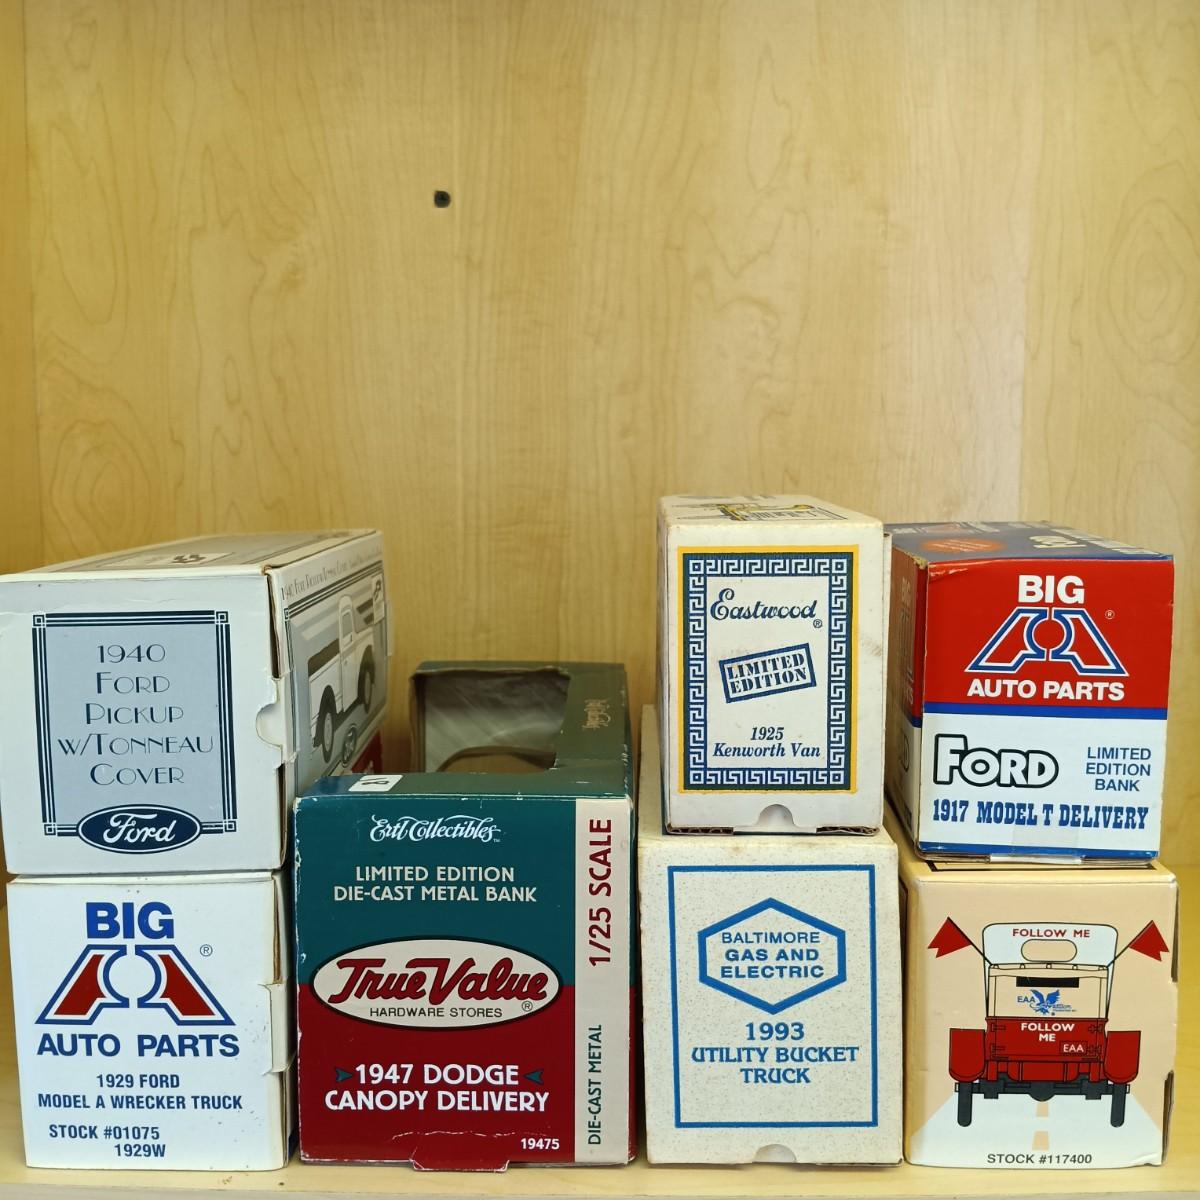 1940
FORD
PICKUP
W/TONNEAU
COVER
Ford
BIG
A A ®
AUTO PARTS
1929 FORD
MODEL A WRECKER TRUCK
STOCK #01075
1929W
Ertl Collectibles™
LIMITED EDITION
DIE-CAST METAL BANK
True Value®
HARDWARE STORES
1947 DODGE
CANOPY DELIVERY
19475
1/25 SCALE
DIE-CAST METAL
Eastwood®
LIMITED
EDITION
1925
Kenworth Van
BALTIMORE
GAS AND
ELECTRIC
1993
UTILITY BUCKET
TRUCK
BIG
A A ®
AUTO PARTS
FORD
LIMITED
EDITION
BANK
1917 MODEL T DELIVERY
FOLLOW ME
EAA
FOLLOW
ME
EAA
STOCK #117400